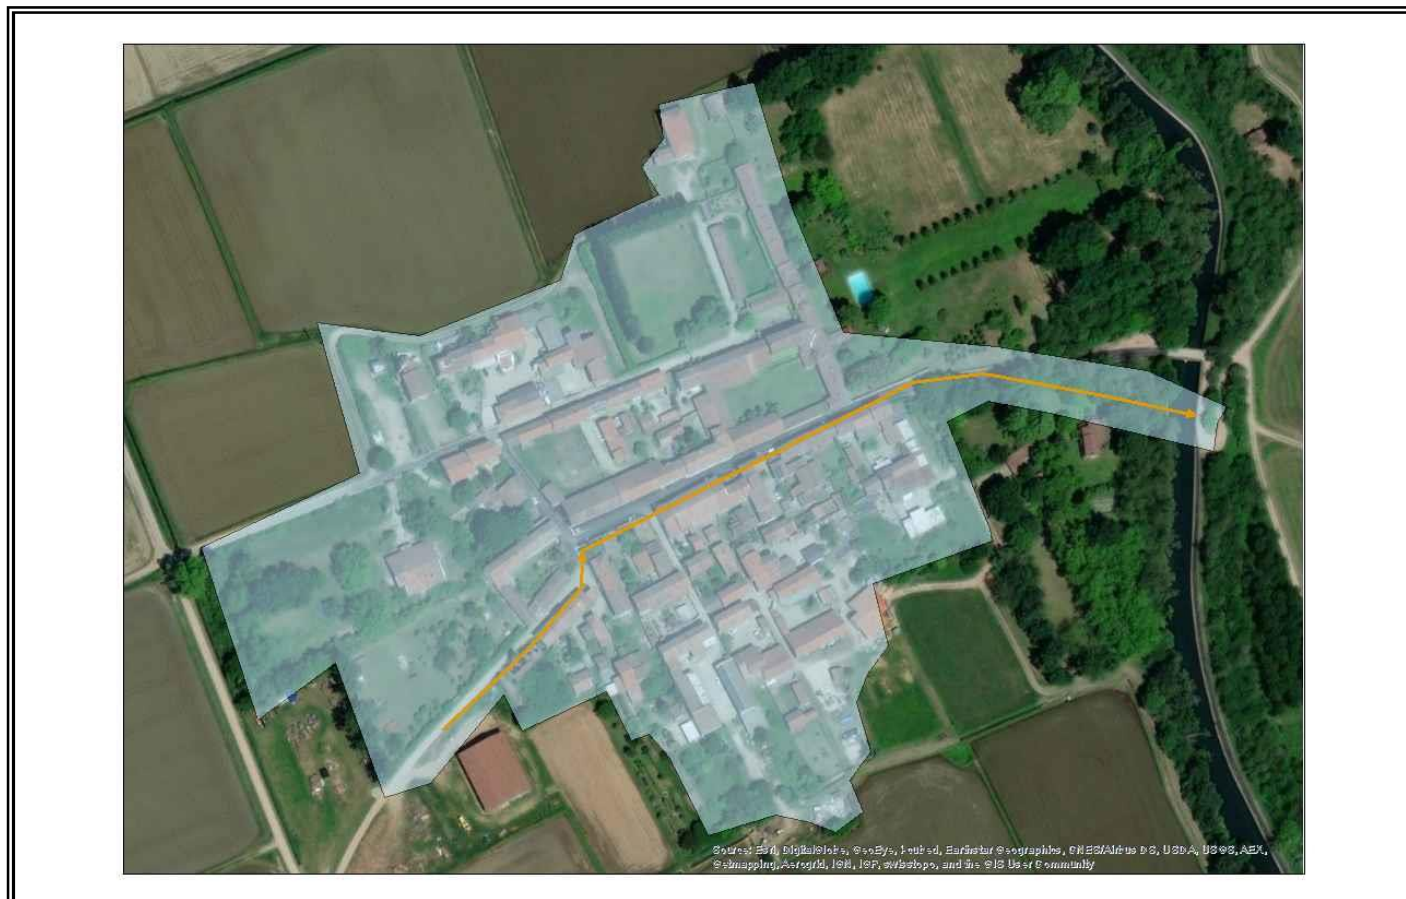 Source: Esri, DigitalGlobe, GeoEye, i-cubed, Earthstar Geographics, CNES/Airbus DS, USDA, USGS, AEX,
Getmapping, Aerogrid, IGN, IGP, swisstopo, and the GIS User Community